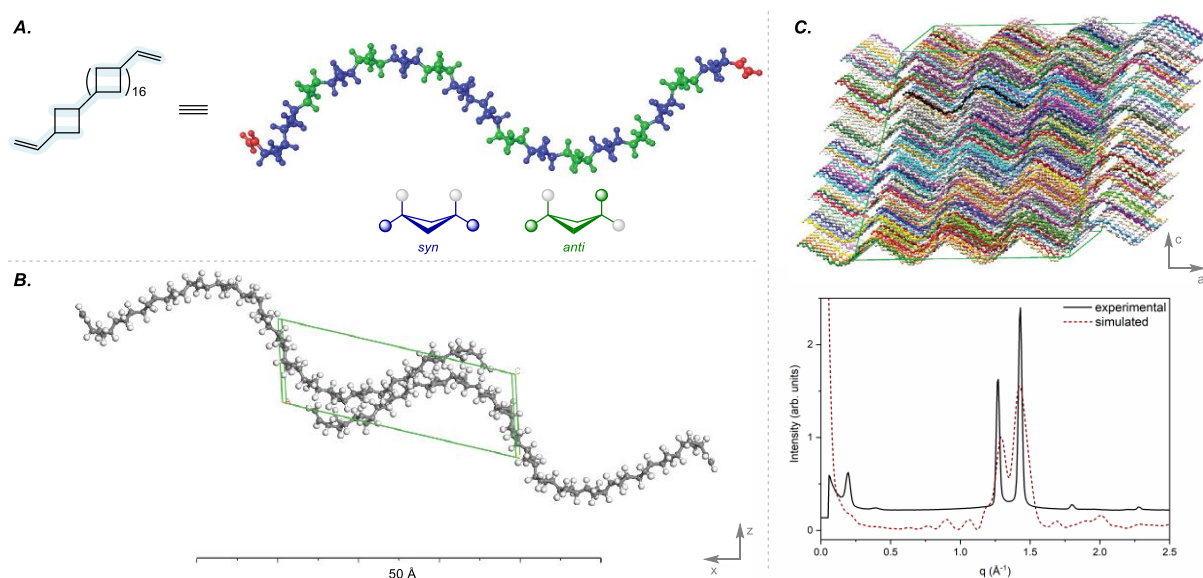 A.
16
syn
anti
B.
z
x
50 Å
C.
c
a
experimental
simulated
Intensity (arb. units)
2
1
0
0.0 0.5 1.0 1.5 2.0 2.5
q (Å⁻¹)